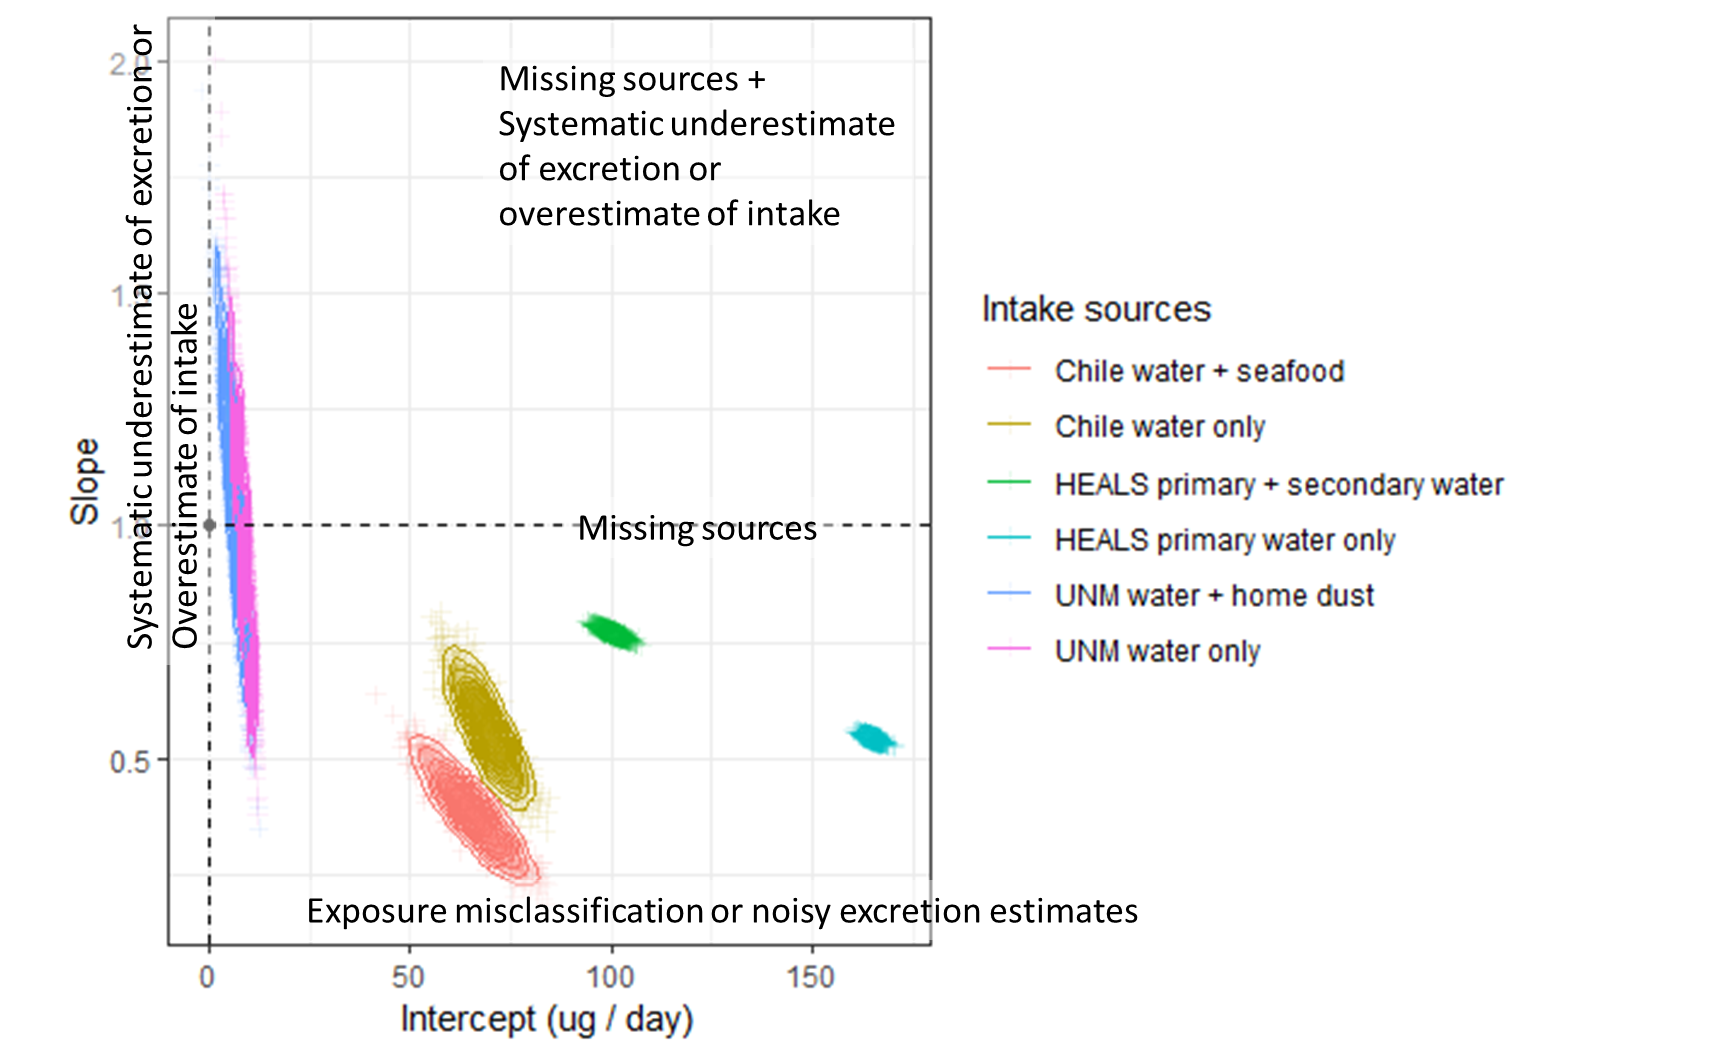 Missing sources +
Systematic underestimate
of excretion or
overestimate of intake
Systematic underestimate of excretion or
Overestimate of intake
Slope
0.5
Missing sources
Exposure misclassification or noisy excretion estimates
0
50
100
150
Intercept (ug / day)
Intake sources
Chile water + seafood
Chile water only
HEALS primary + secondary water
HEALS primary water only
UNM water + home dust
UNM water only